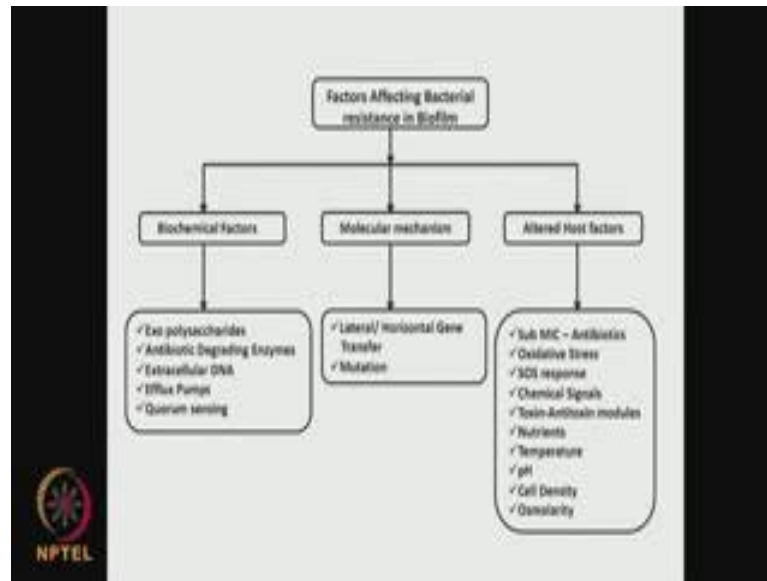 Factors Affecting Bacterial
resistance in Biofilm
Biochemical Factors
Molecular mechanism
Altered Host factors
✓Exo polysaccharides
✓Antibiotic Degrading Enzymes
✓Extracellular DNA
✓Efflux Pumps
✓Quorum sensing
✓Lateral/ Horizontal Gene
Transfer
✓Mutation
✓Sub MIC – Antibiotics
✓Oxidative Stress
✓SOS response
✓Chemical Signals
✓Toxin-Antitoxin modules
✓Nutrients
✓Temperature
✓pH
✓Cell Density
✓Osmolarity
NPTEL